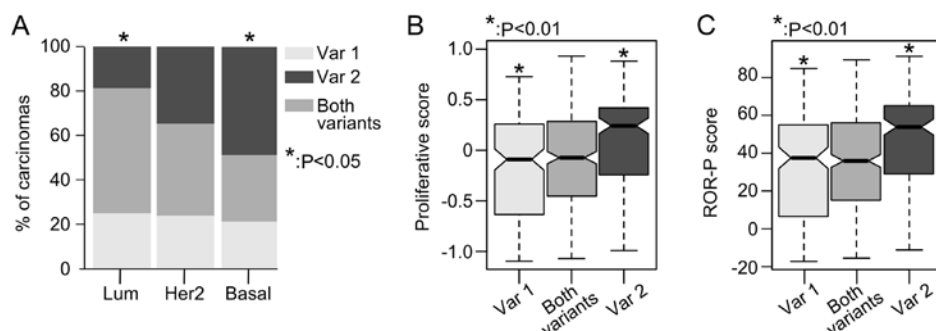 A
*
*
100
80
60
40
20
0
% of carcinomas
Lum
Her2
Basal
Var 1
Var 2
Both
variants
*:P<0.05
B
*:P<0.01
1.0
0.5
0
-0.5
-1.0
Proliferative score
*
*
Var 1
Both
variants
Var 2
C
*:P<0.01
80
60
40
20
0
-20
ROR-P score
*
*
Var 1
Both
variants
Var 2